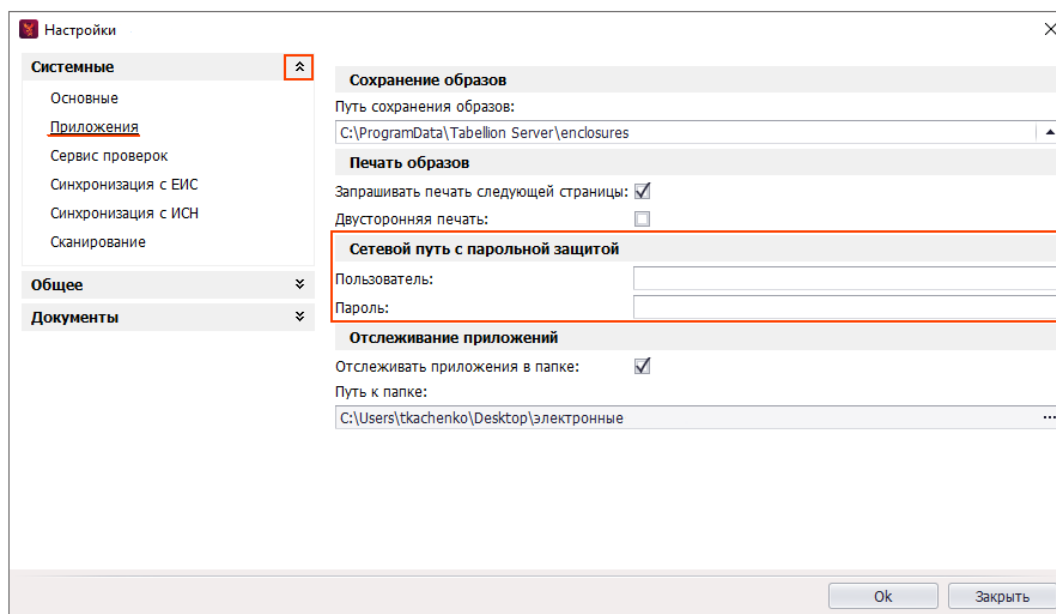 Настройки
Системные
Основные
Приложения
Сервис проверок
Синхронизация с ЕИС
Синхронизация с ИСН
Сканирование
Общее
Документы
Сохранение образов
Путь сохранения образов:
C:\ProgramData\Tabellion Server\enclosures
Печать образов
Запрашивать печать следующей страницы:
Двусторонняя печать:
Сетевой путь с парольной защитой
Пользователь:
Пароль:
Отслеживание приложений
Отслеживать приложения в папке:
Путь к папке:
C:\Users\tkachenko\Desktop\электронные
Ok Закрыть